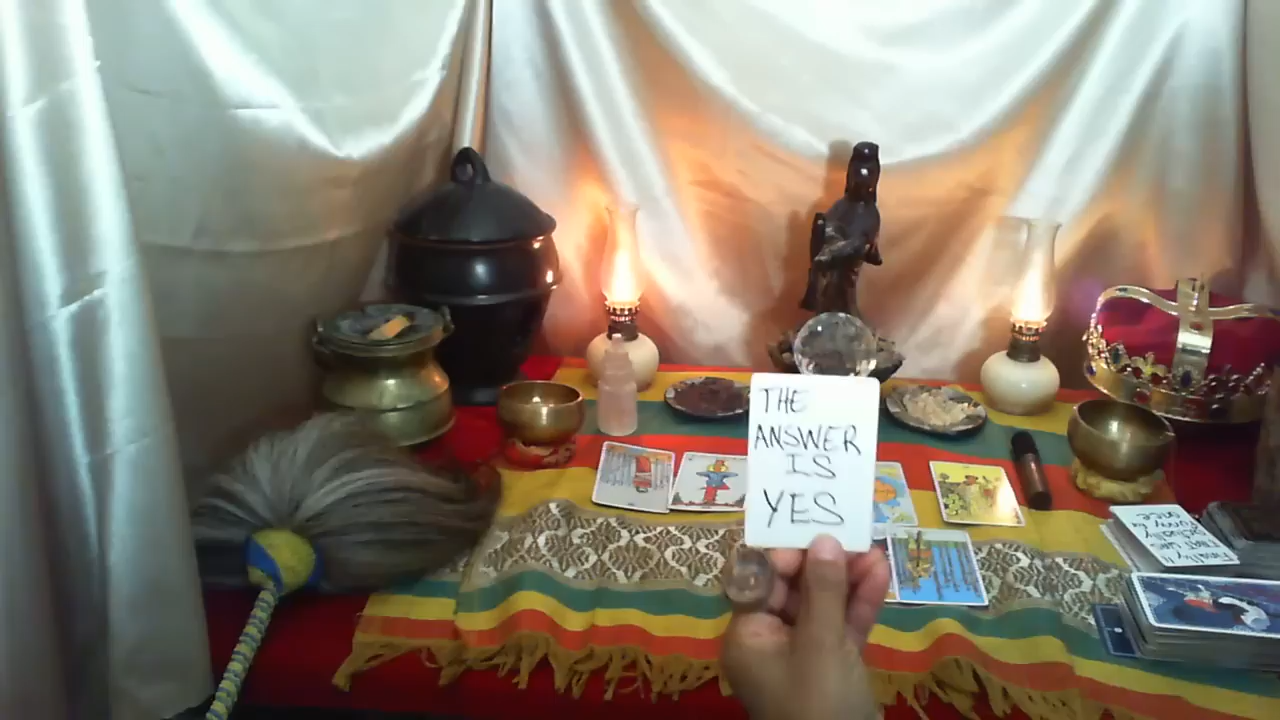 THE
ANSWER
IS
YES